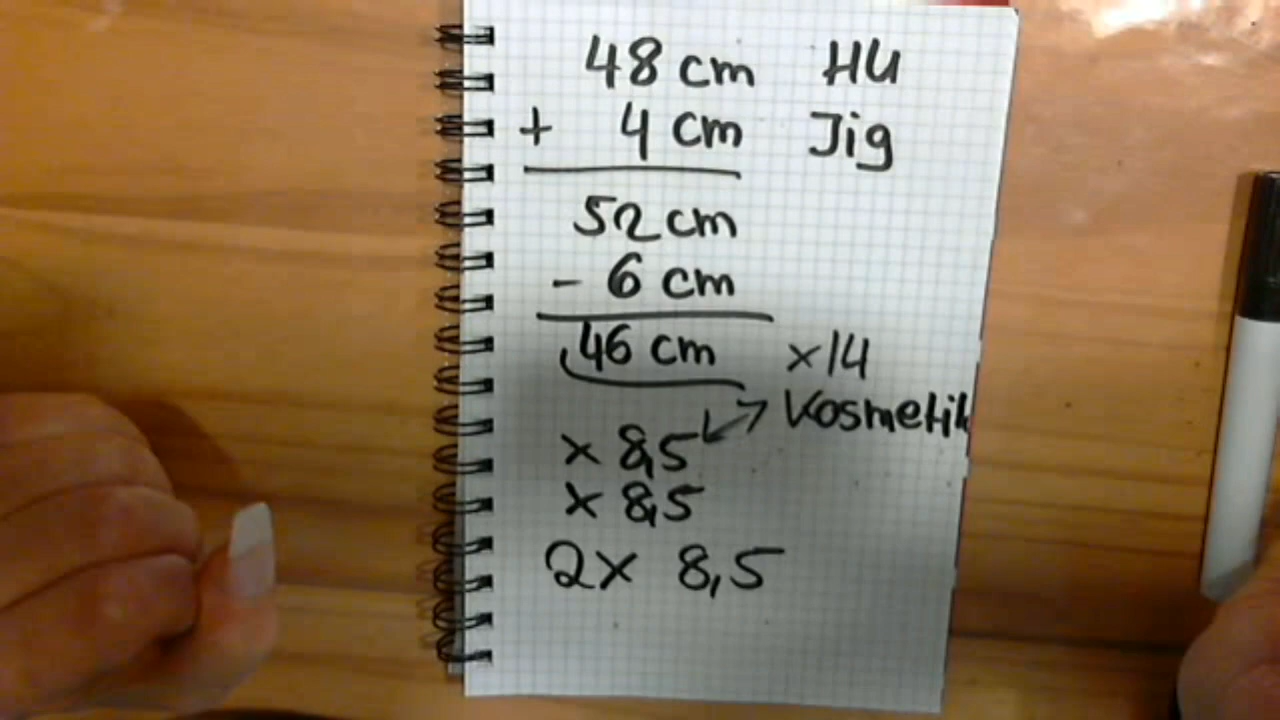 48 cm HU
+ 4 cm Jig
52 cm
- 6 cm
46 cm x14
Kosmetik
x 8,5
x 8,5
2x 8,5